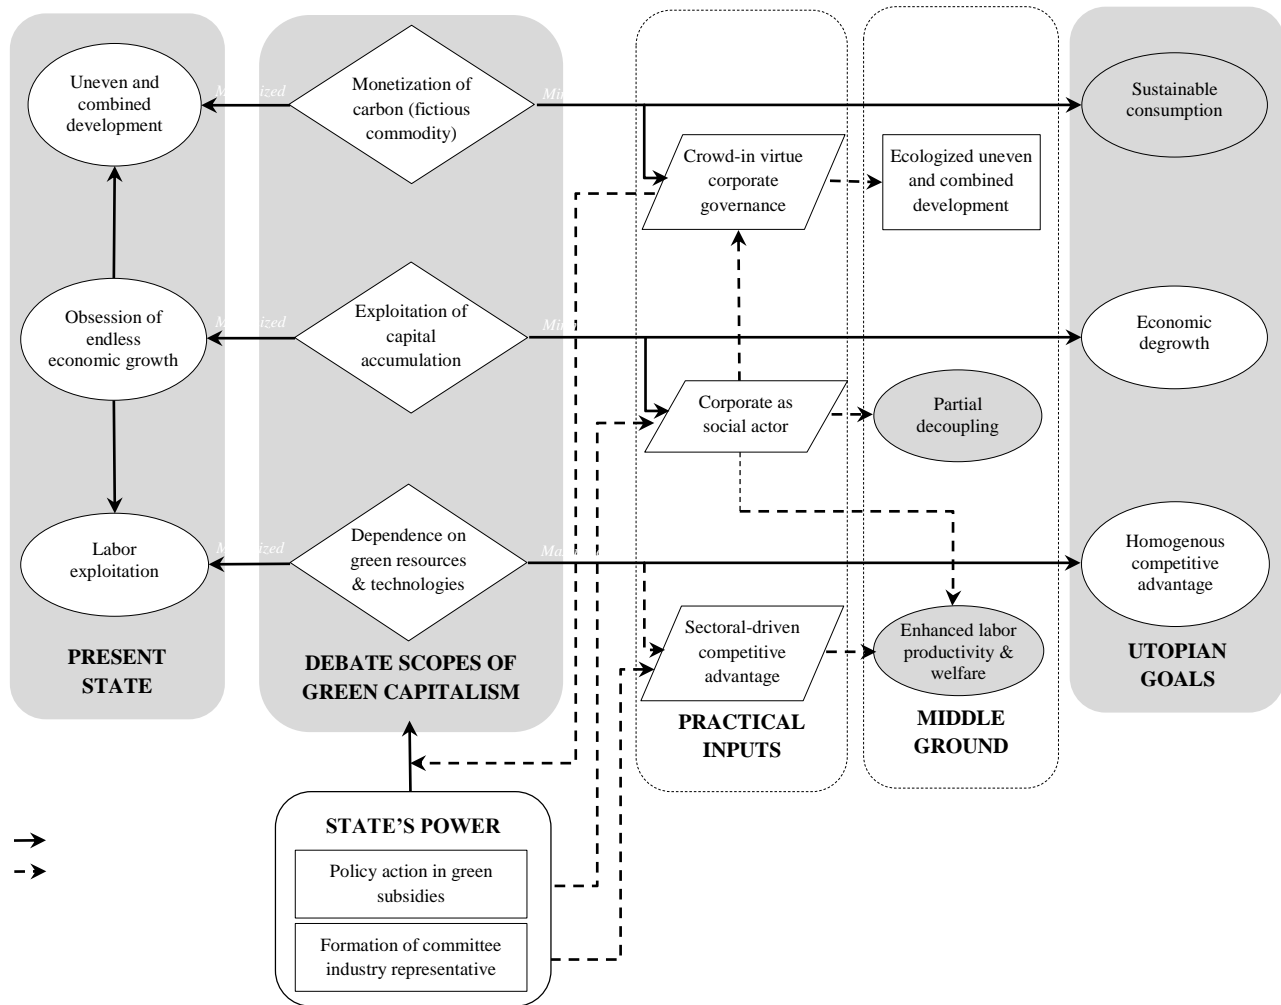 Uneven and
combined
development
Obsession of
endless
economic growth
Labor
exploitation
PRESENT
STATE
Monetization of
carbon (fictious
commodity)
Exploitation of
capital
accumulation
Dependence on
green resources
& technologies
DEBATE SCOPES OF
GREEN CAPITALISM
STATE’S POWER
Policy action in green
subsidies
Formation of committee
industry representative
Crowd-in virtue
corporate
governance
Corporate as
social actor
Sectoral-driven
competitive
advantage
PRACTICAL
INPUTS
Ecologized uneven
and combined
development
Partial
decoupling
Enhanced labor
productivity &
welfare
MIDDLE
GROUND
Sustainable
consumption
Economic
degrowth
Homogenous
competitive
advantage
UTOPIAN
GOALS